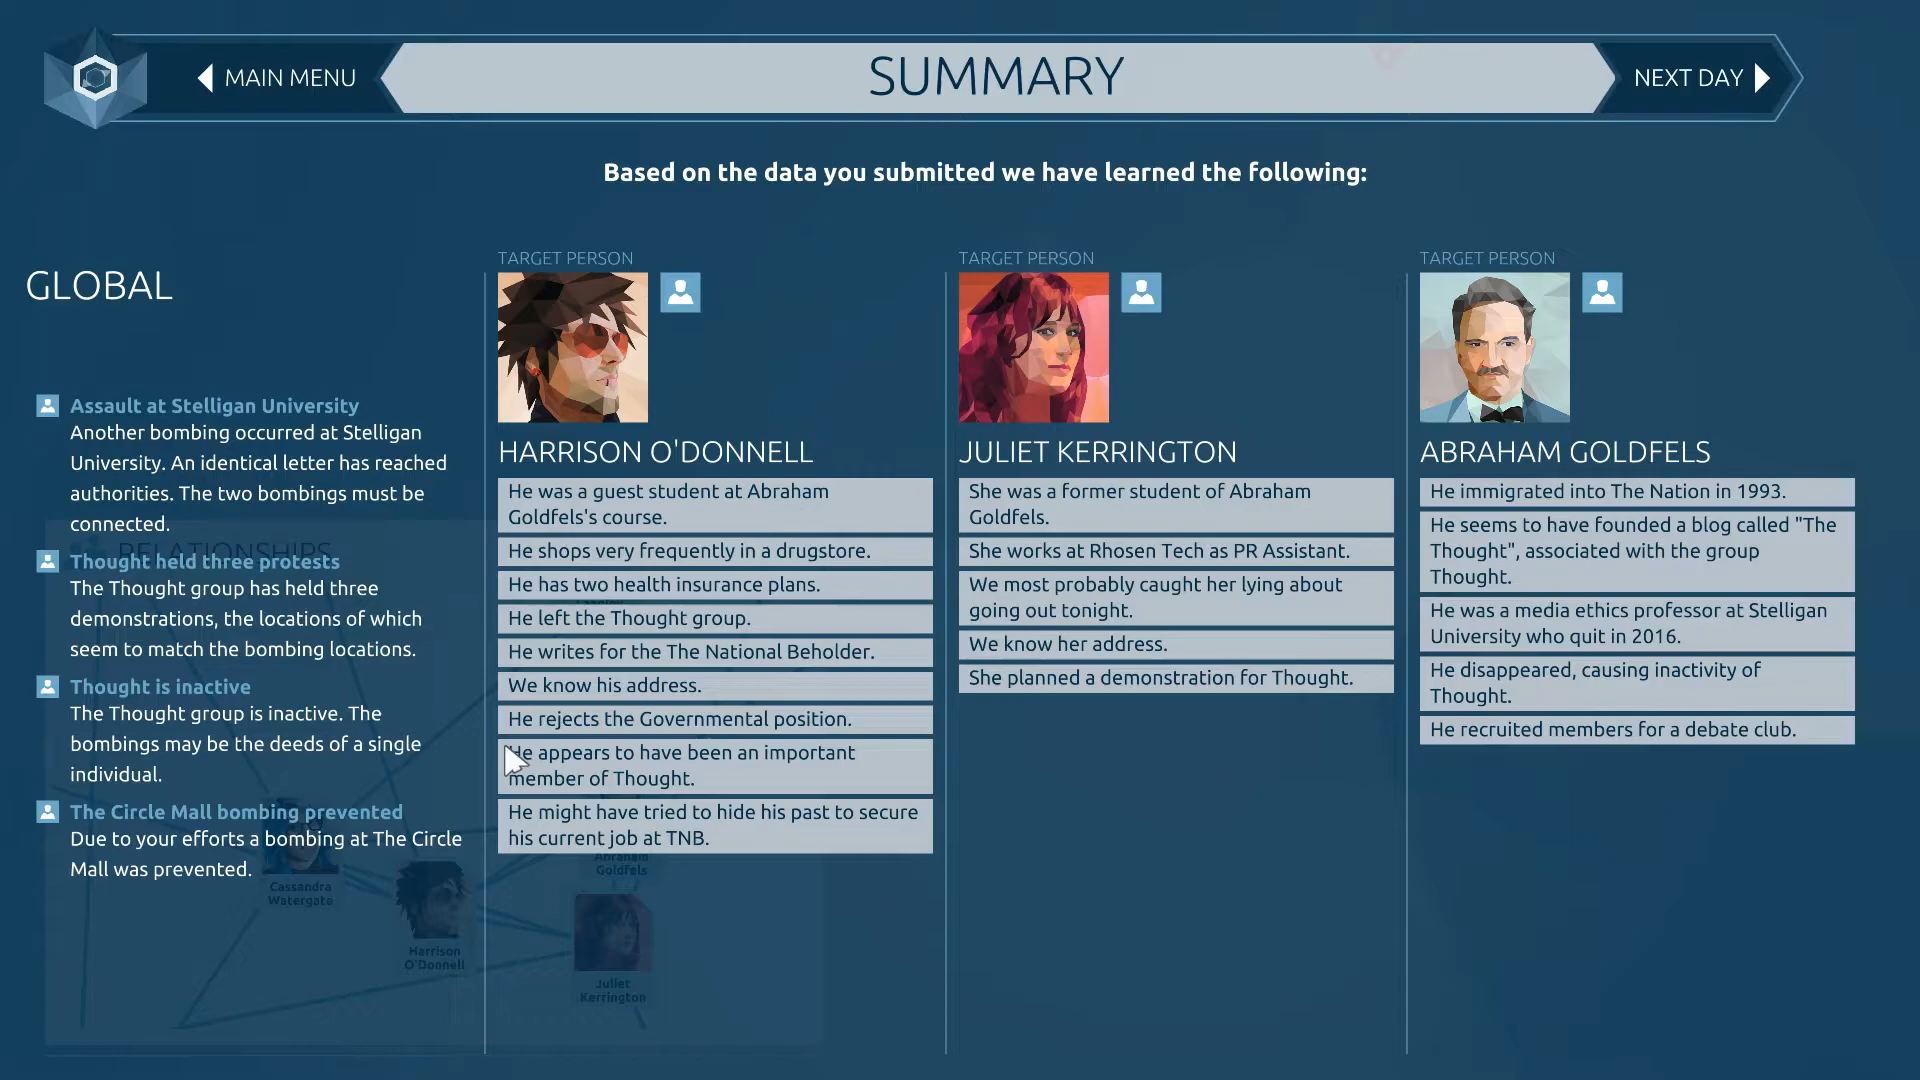 MAIN MENU
SUMMARY
NEXT DAY
Based on the data you submitted we have learned the following:
GLOBAL
Assault at Stelligan University
Another bombing occurred at Stelligan
University. An identical letter has reached
authorities. The two bombings must be
connected.
RELATIONSHIPS
Thought held three protests
The Thought group has held three
demonstrations, the locations of which
seem to match the bombing locations.
Thought is inactive
The Thought group is inactive. The
bombings may be the deeds of a single
individual.
The Circle Mall bombing prevented
Due to your efforts a bombing at The Circle
Mall was prevented.
Cassandra
Watergate
Harrison
O'Donnell
Abraham
Goldfels
Juliet
Kerrington
TARGET PERSON
HARRISON O'DONNELL
He was a guest student at Abraham
Goldfels's course.
He shops very frequently in a drugstore.
He has two health insurance plans.
He left the Thought group.
He writes for the The National Beholder.
We know his address.
He rejects the Governmental position.
He appears to have been an important
member of Thought.
He might have tried to hide his past to secure
his current job at TNB.
TARGET PERSON
JULIET KERRINGTON
She was a former student of Abraham
Goldfels.
She works at Rhosen Tech as PR Assistant.
We most probably caught her lying about
going out tonight.
We know her address.
She planned a demonstration for Thought.
TARGET PERSON
ABRAHAM GOLDFELS
He immigrated into The Nation in 1993.
He seems to have founded a blog called "The
Thought", associated with the group
Thought.
He was a media ethics professor at Stelligan
University who quit in 2016.
He disappeared, causing inactivity of
Thought.
He recruited members for a debate club.